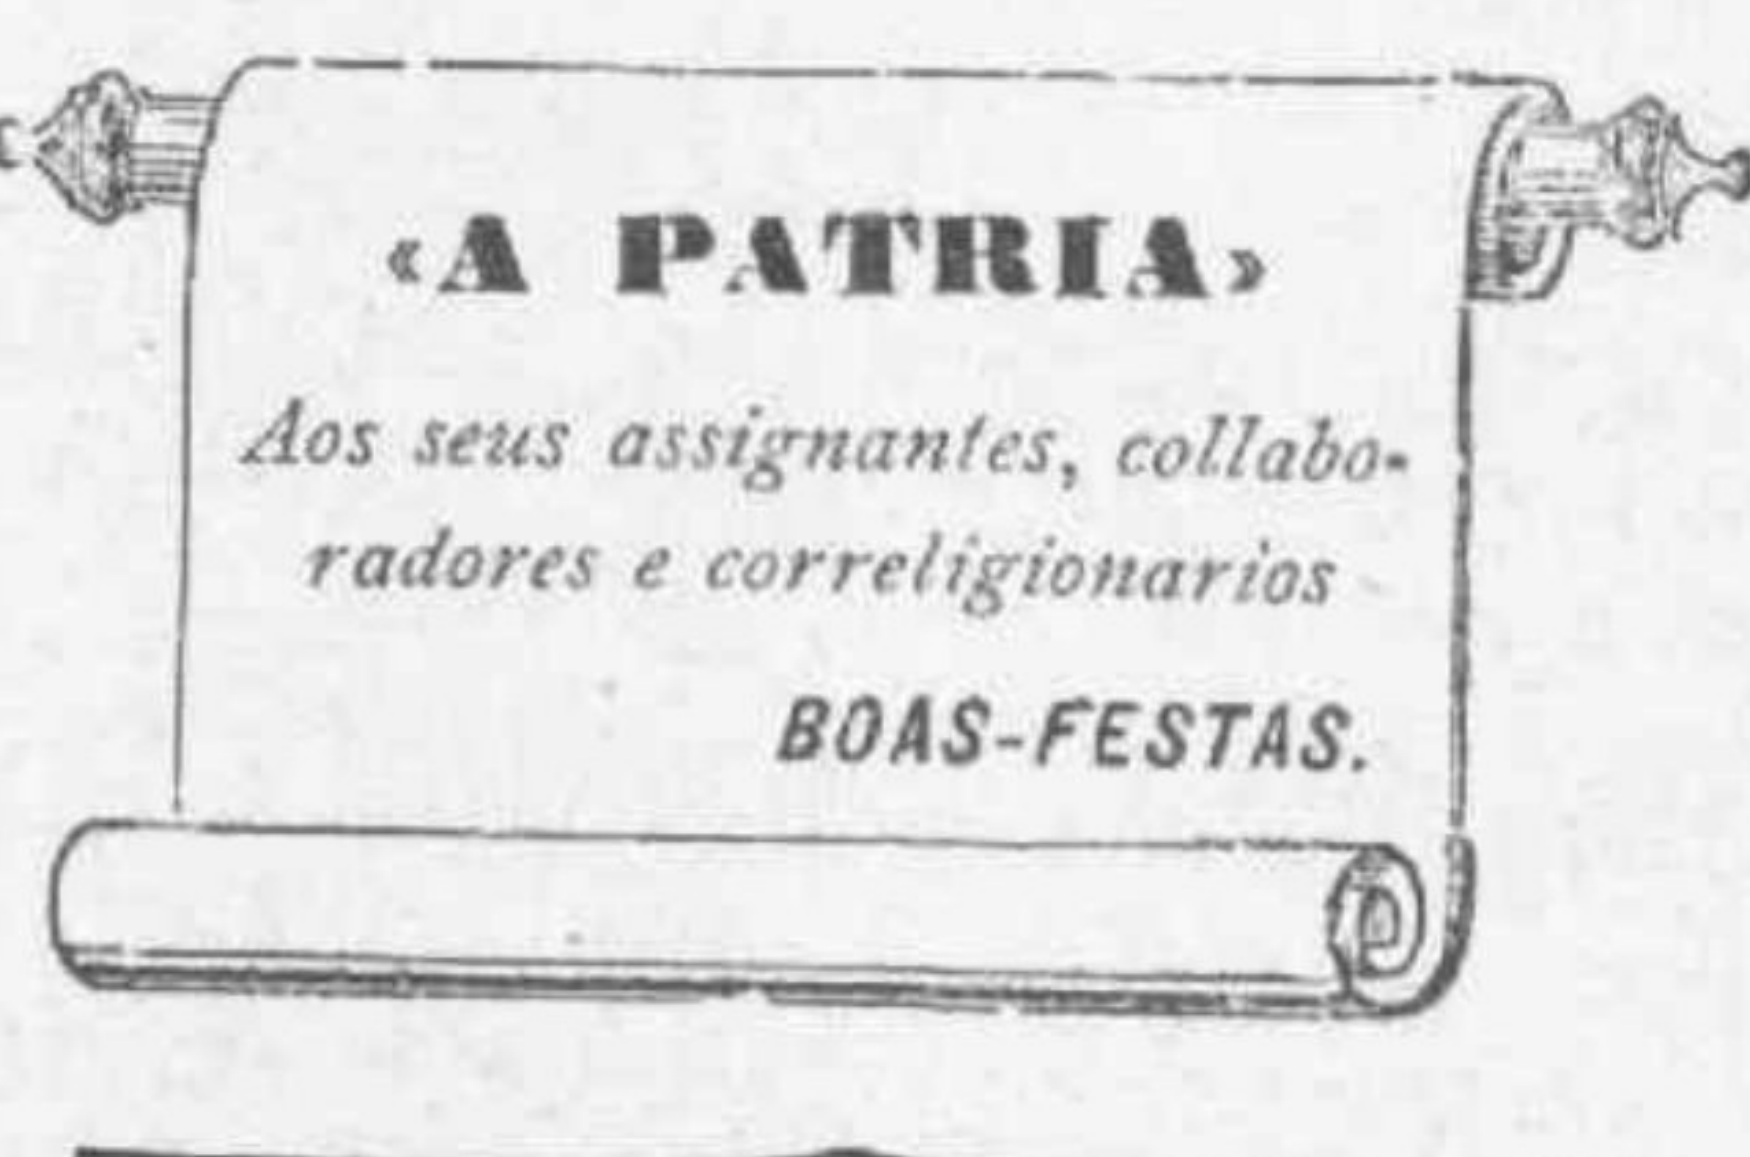 «A PATRIA»
Aos seus assignantes, collabo-
radores e correligionarios
BOAS-FESTAS.